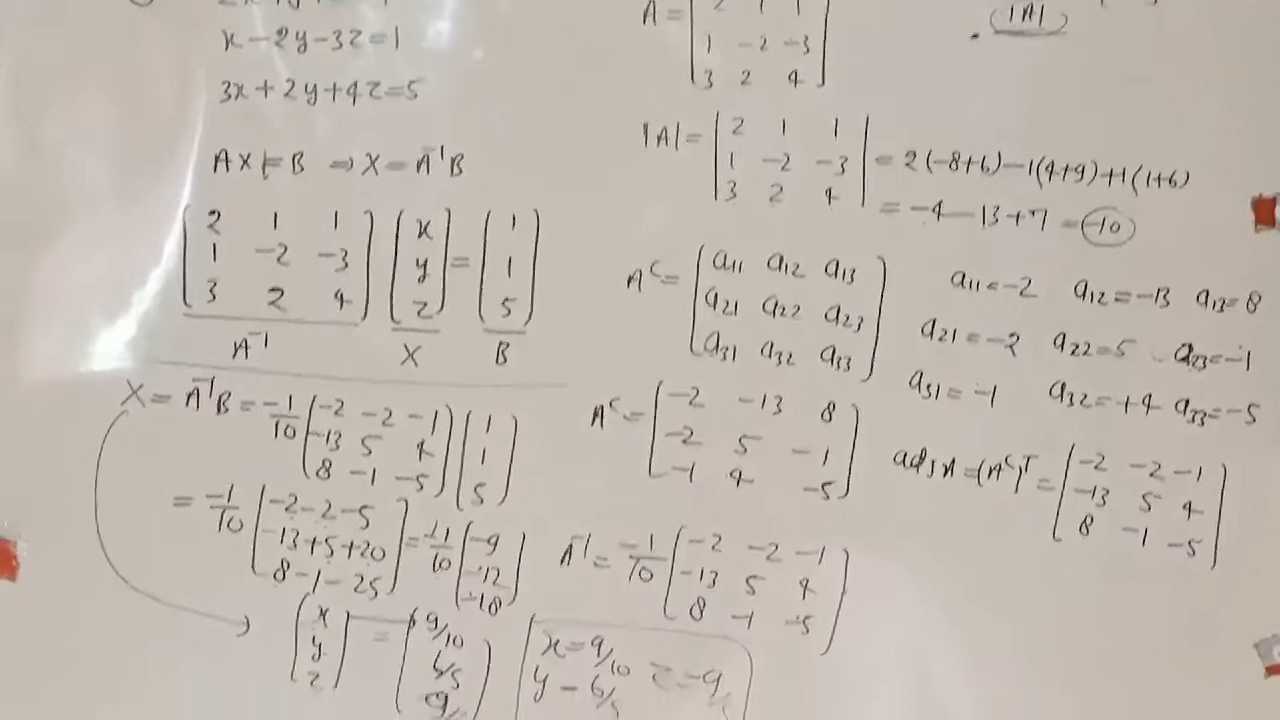 x-2y-3z=1
3x+2y+4z=5
AX=B ⇒X=A⁻¹B
2 1 1 x 1
1 -2 -3 y = 1
3 2 4 z 5
A⁻¹ X B
X=A⁻¹B=-1/10 -2 -2 -1 1
-13 5 4 1
8 -1 -5 5
= -1/10 -2-2-5 -9
-13+5+20 = -12
8-1-25 -18
x 9/10
y = 6/5
z
A= 2 1 1
1 -2 -3
3 2 4
|A|
|A|= 2 1 1
1 -2 -3 =2(-8+6)-1(4+9)+1(1+6)
3 2 4 =-4-13+7=-10
Aᶜ= a11 a12 a13
a21 a22 a23
a31 a32 a33
a11=-2 a12=-13 a13=8
a21=-2 a22=5 a23=-1
a31=-1 a32=+4 a33=-5
Aᶜ= -2 -13 8
-2 5 -1
-1 4 -5
adjA=(Aᶜ)ᵀ= -2 -2 -1
-13 5 4
8 -1 -5
A⁻¹= -1/10 -2 -2 -1
-13 5 4
8 -1 -5
x=9/10 z=9/
y-6/5